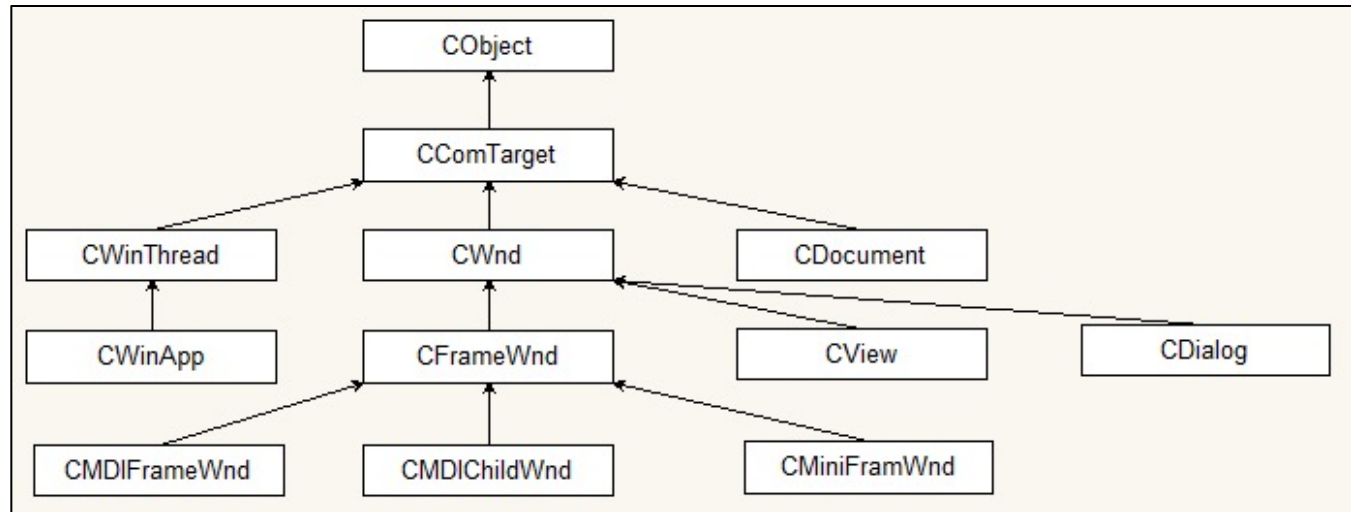 CObject
CComTarget
CWinThread
CWnd
CDocument
CWinApp
CFrameWnd
CView
CDialog
CMDIFrameWnd
CMDIChildWnd
CMiniFramWnd